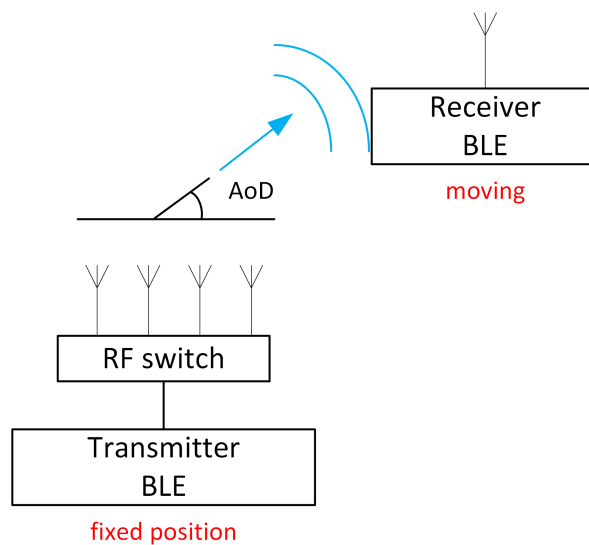 Receiver
BLE
moving
AoD
RF switch
Transmitter
BLE
fixed position